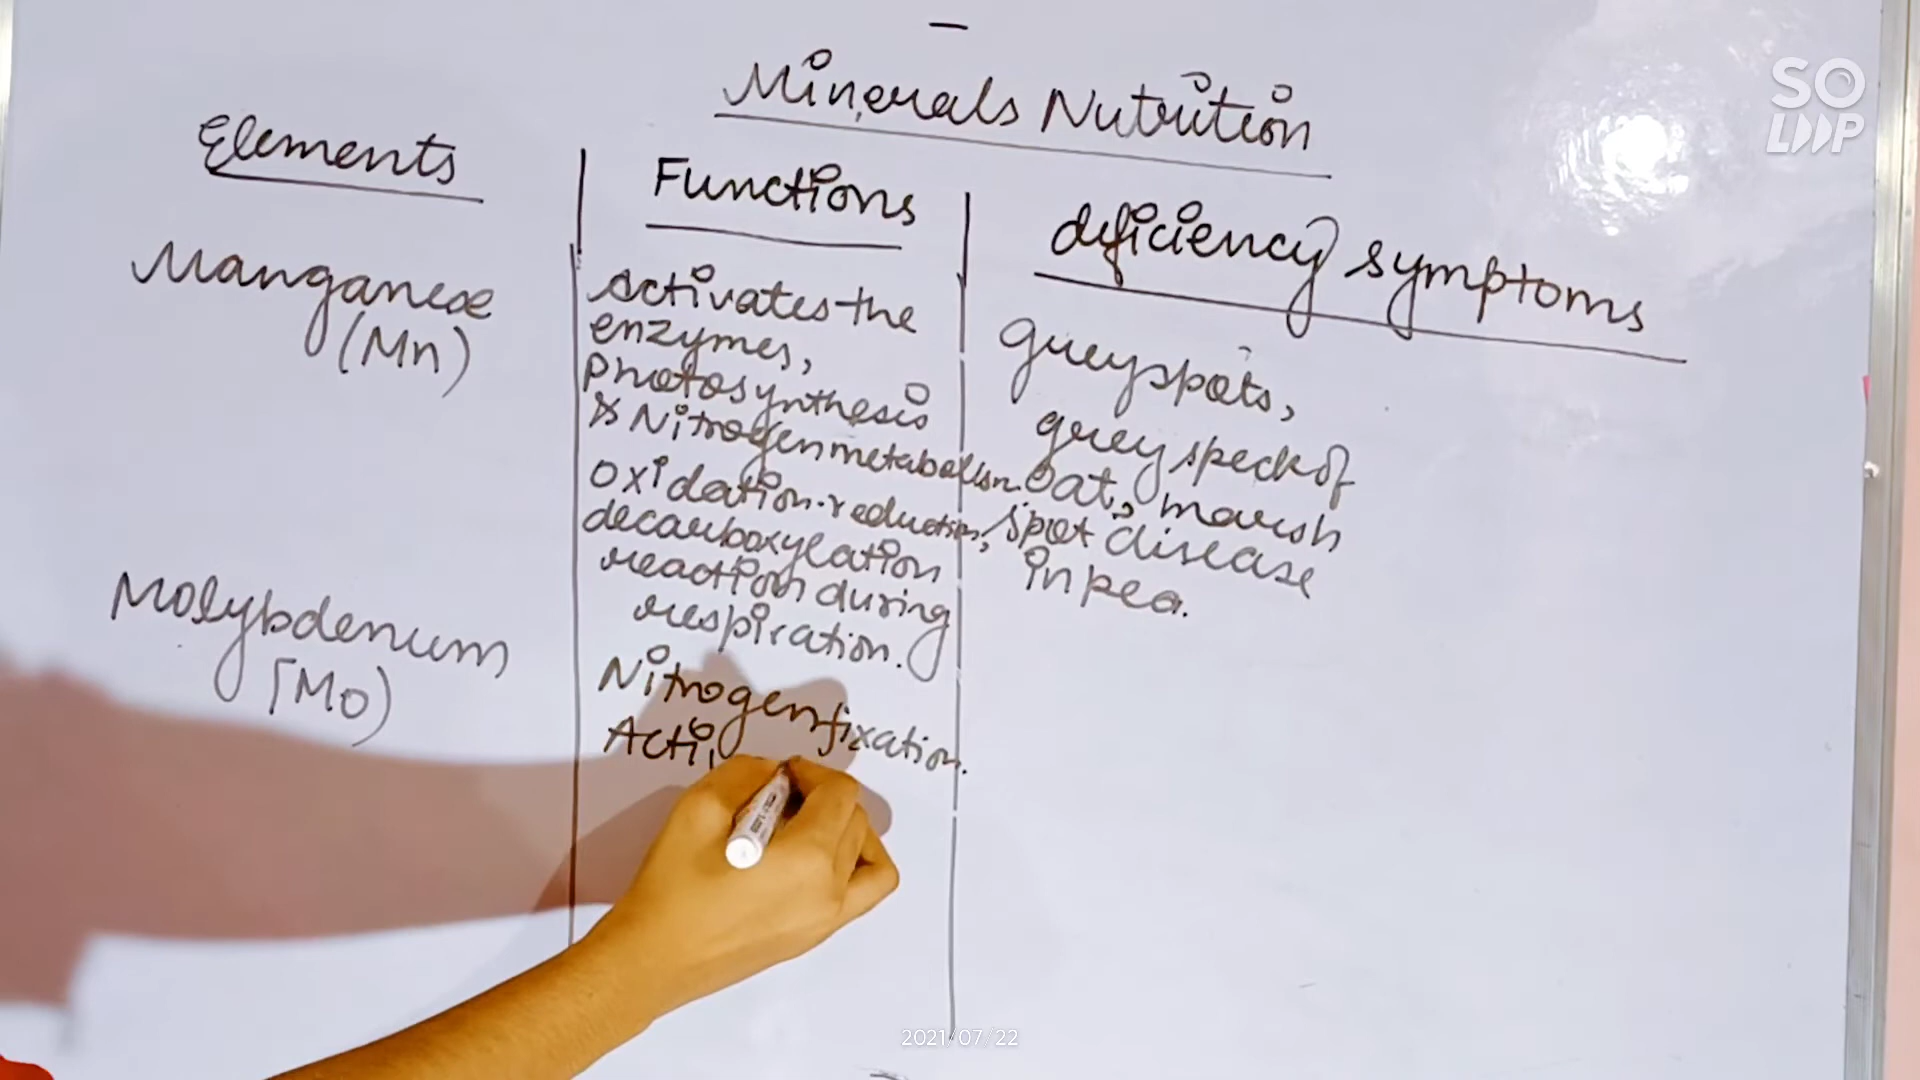 Minerals Nutrition
Elements
Functions
deficiency symptoms
Manganese
(Mn)
Activates the
enzymes,
Photosynthesis
& Nitrogen metabolism.
oxidation-reduction,
decarboxylation
reaction during
respiration.
Grey spots,
grey speck of
oat, marsh
spot disease
in pea.
Molybdenum
(Mo)
Nitrogen fixation.
Acti
SO
LOOP
2021/07/22